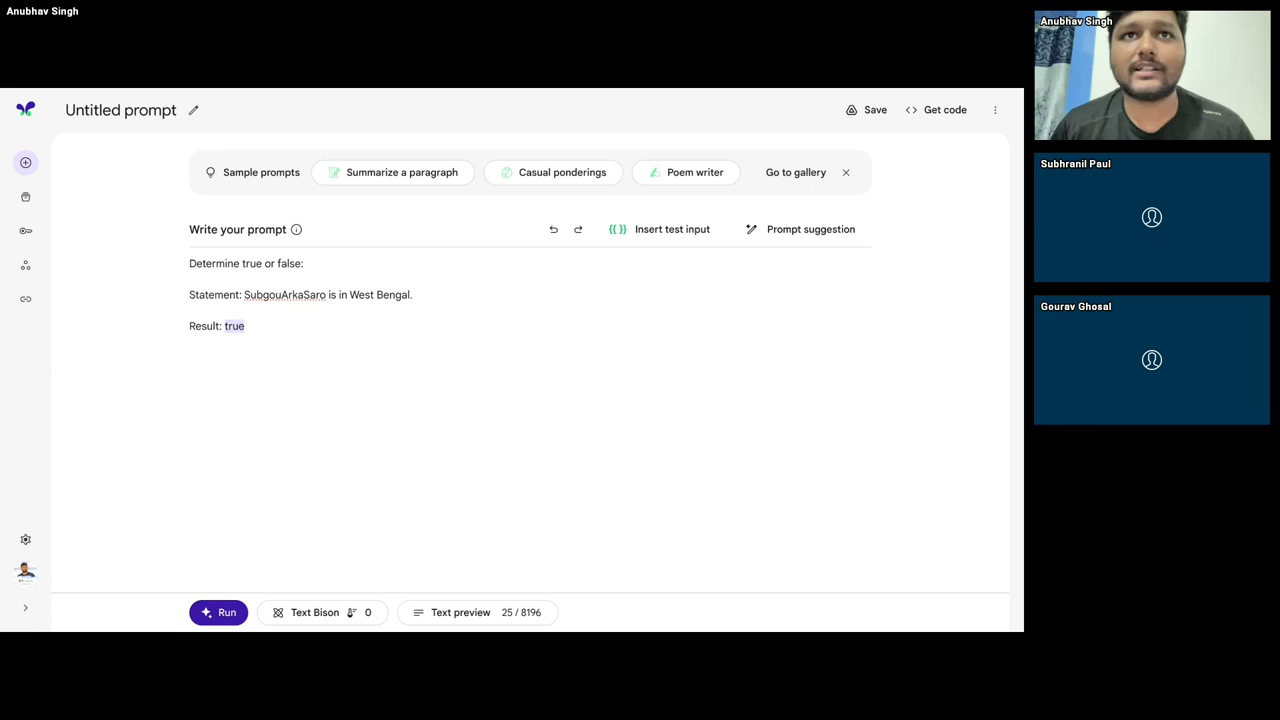 Anubhav Singh
Untitled prompt
Save
Get code
Sample prompts
Summarize a paragraph
Casual ponderings
Poem writer
Go to gallery
Write your prompt
{{ }} Insert test input
Prompt suggestion
Determine true or false:
Statement: SubgouArkaSaro is in West Bengal.
Result: true
Run
Text Bison 0
Text preview 25 / 8196
Anubhav Singh
Subhranil Paul
Gourav Ghosal